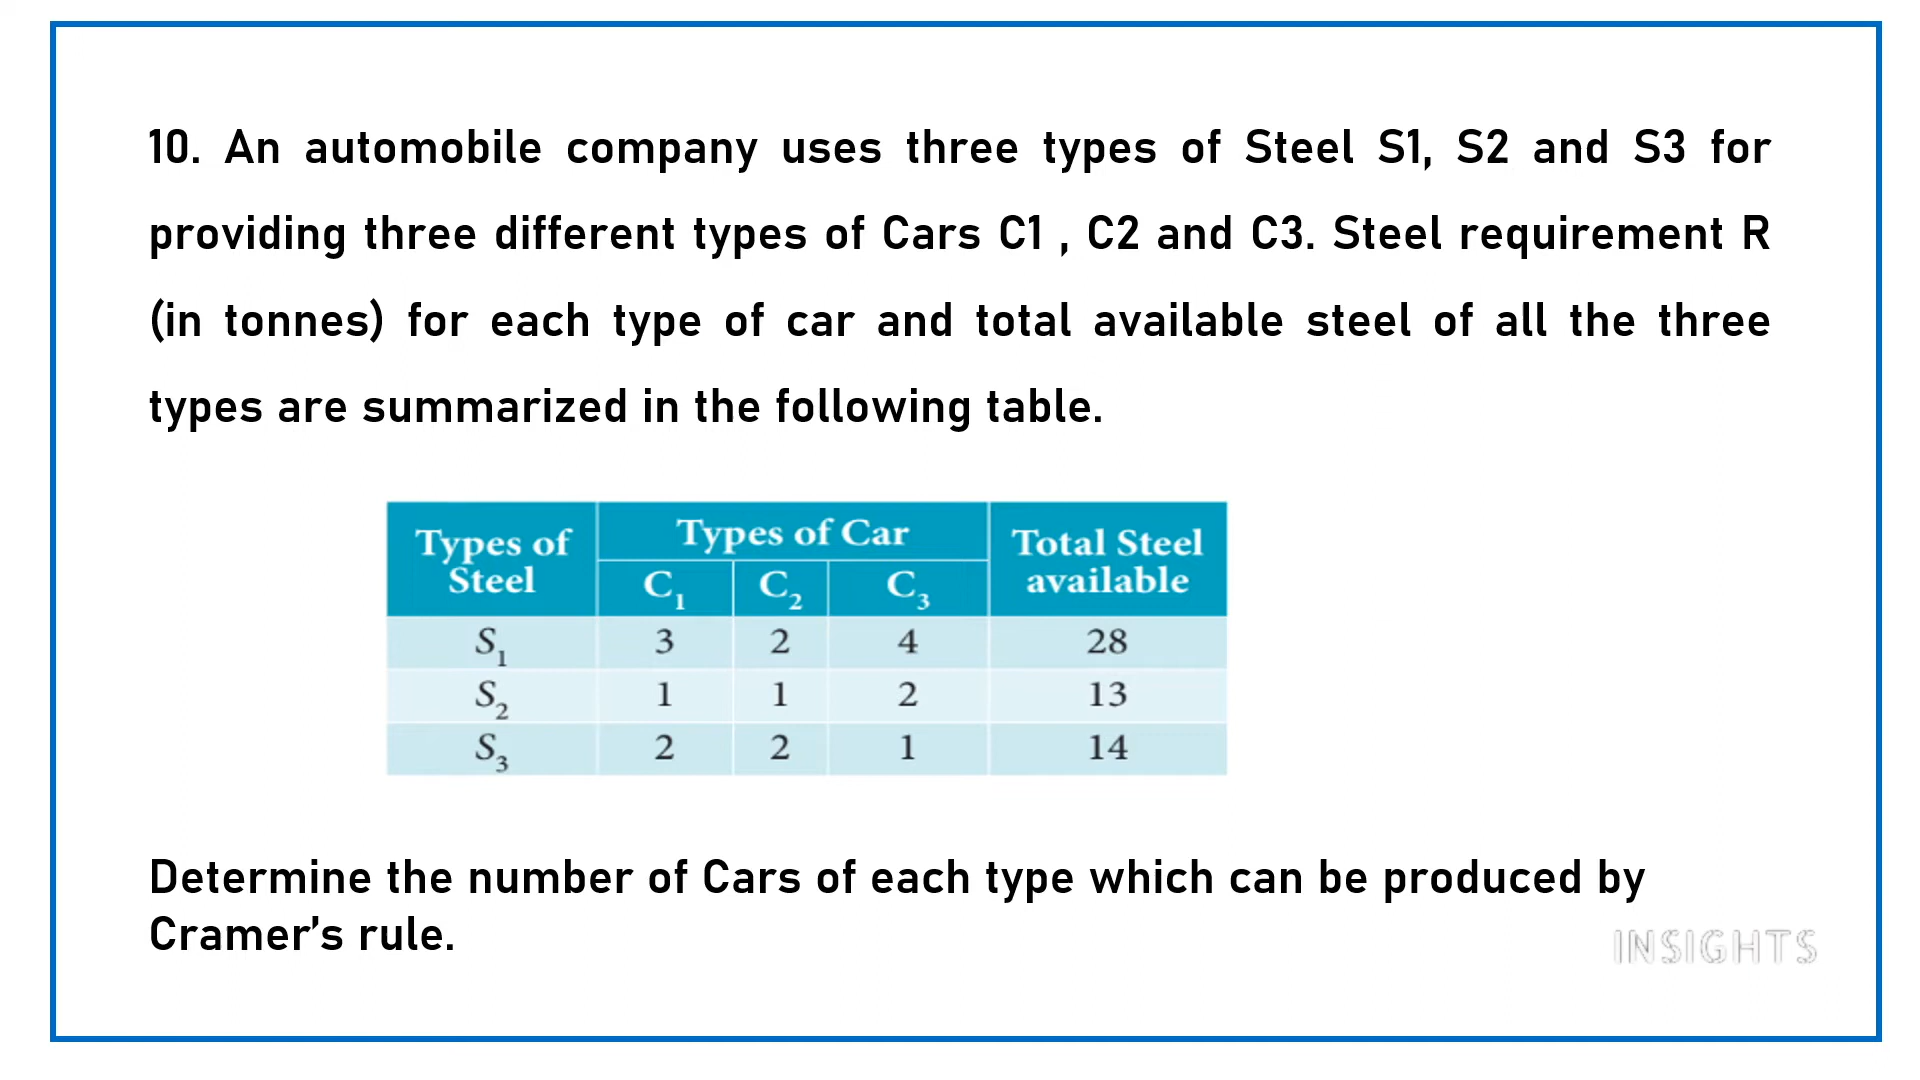 10. An automobile company uses three types of Steel S1, S2 and S3 for
providing three different types of Cars C1 , C2 and C3. Steel requirement R
(in tonnes) for each type of car and total available steel of all the three
types are summarized in the following table.
Types of Steel Types of Car Total Steel available
C1 C2 C3
S1 3 2 4 28
S2 1 1 2 13
S3 2 2 1 14
Determine the number of Cars of each type which can be produced by
Cramer's rule.
INSIGHTS